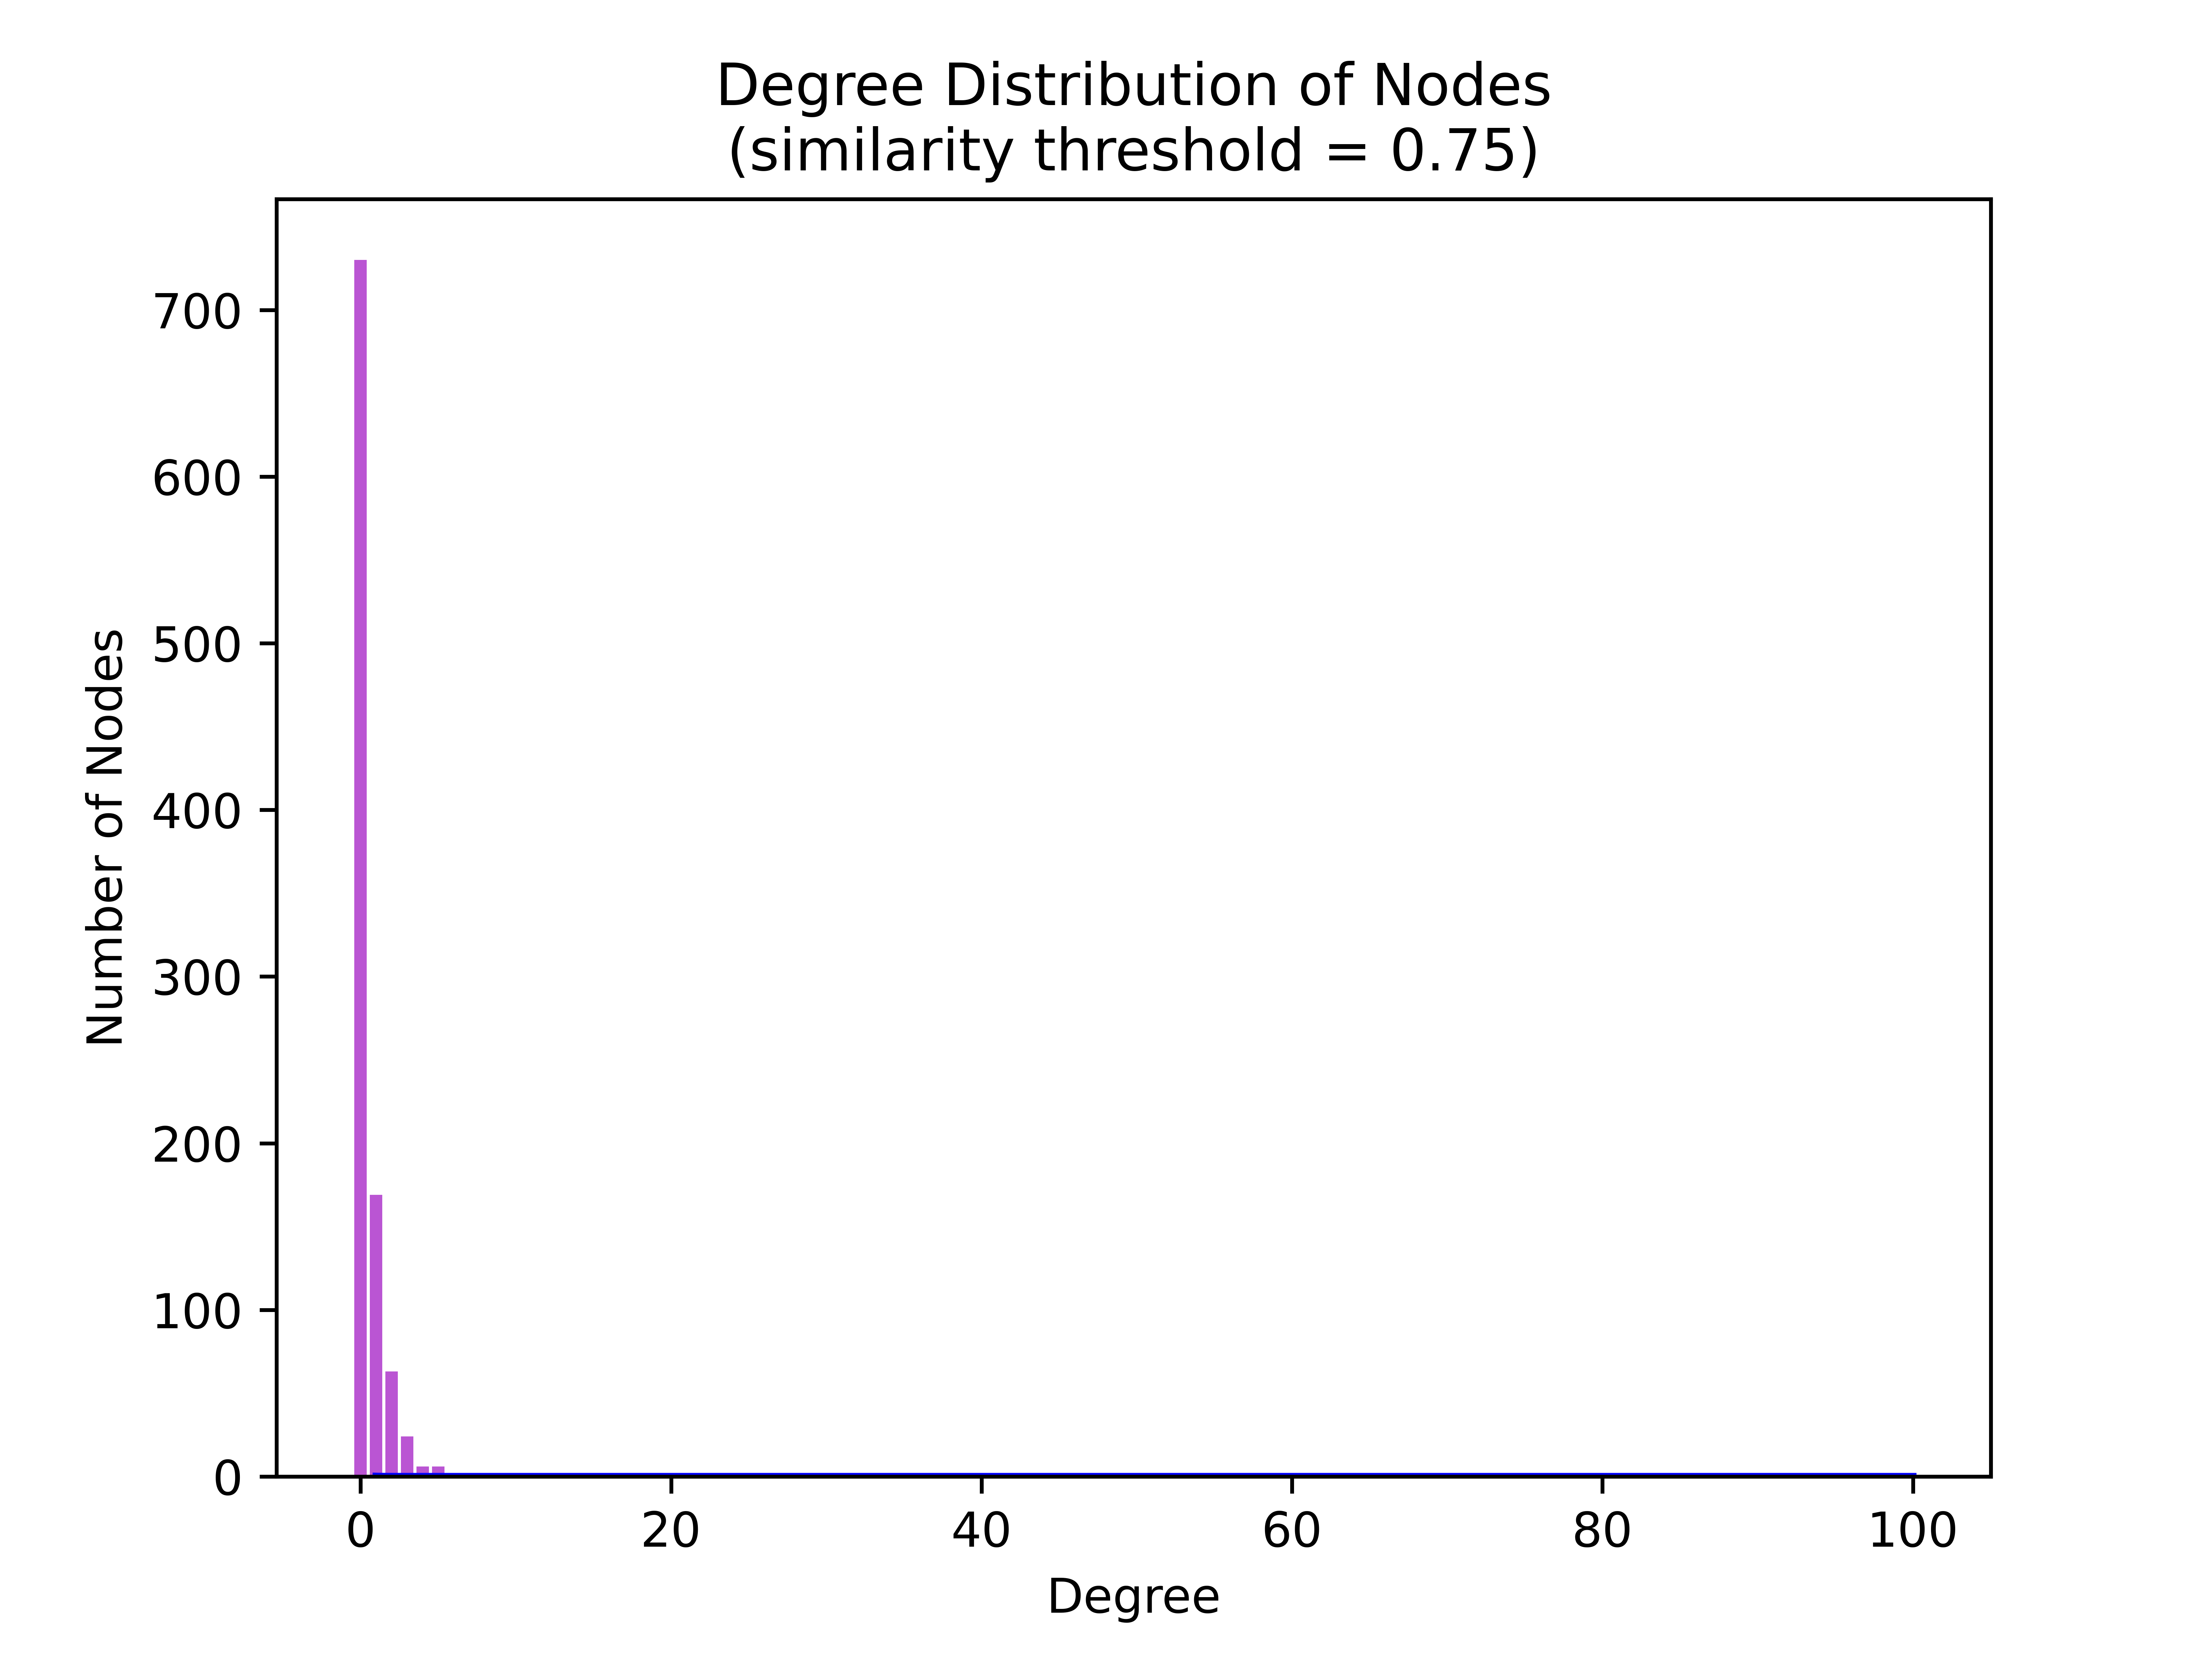 Degree Distribution of Nodes
(similarity threshold = 0.75)
Number of Nodes
700
600
500
400
300
200
100
0
0 20 40 60 80 100
Degree